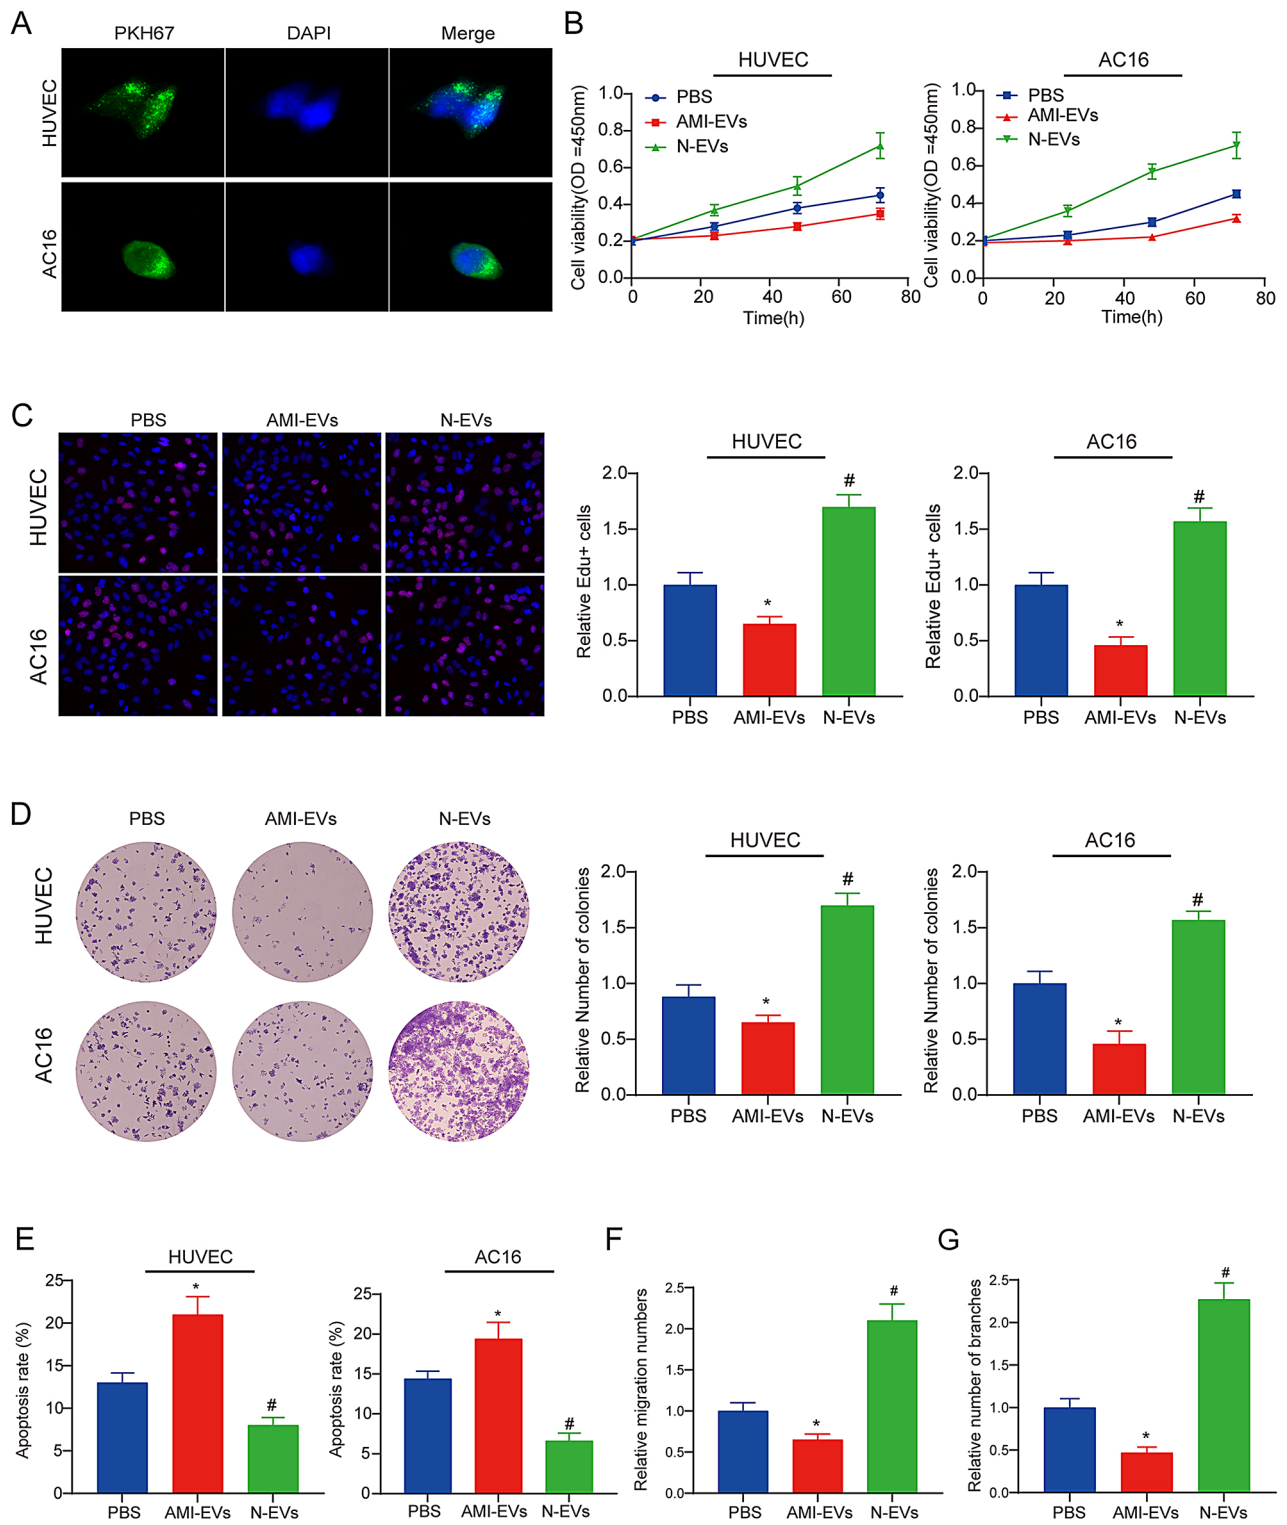 A
PKH67 DAPI Merge
HUVEC
AC16
B
HUVEC
Cell viability(OD =450nm)
1.0
0.8
0.6
0.4
0.2
0.0
PBS
AMI-EVs
N-EVs
0 20 40 60 80
Time(h)
AC16
Cell viability(OD =450nm)
1.0
0.8
0.6
0.4
0.2
0.0
PBS
AMI-EVs
N-EVs
0 20 40 60 80
Time(h)
C
PBS AMI-EVs N-EVs
HUVEC
AC16
HUVEC
Relative Edu+ cells
2.0
1.5
1.0
0.5
0.0
*
#
PBS AMI-EVs N-EVs
AC16
Relative Edu+ cells
2.0
1.5
1.0
0.5
0.0
*
#
PBS AMI-EVs N-EVs
D
PBS AMI-EVs N-EVs
HUVEC
AC16
HUVEC
Relative Number of colonies
2.0
1.5
1.0
0.5
0.0
*
#
PBS AMI-EVs N-EVs
AC16
Relative Number of colonies
2.0
1.5
1.0
0.5
0.0
*
#
PBS AMI-EVs N-EVs
E
HUVEC
Apoptosis rate (%)
25
20
15
10
5
0
*
#
PBS AMI-EVs N-EVs
AC16
Apoptosis rate (%)
25
20
15
10
5
0
*
#
PBS AMI-EVs N-EVs
F
Relative migration numbers
2.5
2.0
1.5
1.0
0.5
0.0
*
#
PBS AMI-EVs N-EVs
G
Relative number of branches
2.5
2.0
1.5
1.0
0.5
0.0
*
#
PBS AMI-EVs N-EVs